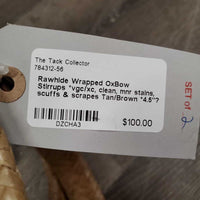 The Tack Collector
784312-56
Rawhide Wrapped OxBow
Stirrups *vgc/xc, clean, mnr stains,
scuffs & scrapes Tan/Brown *4.5"?
DZCHA3
$100.00
SET of
2